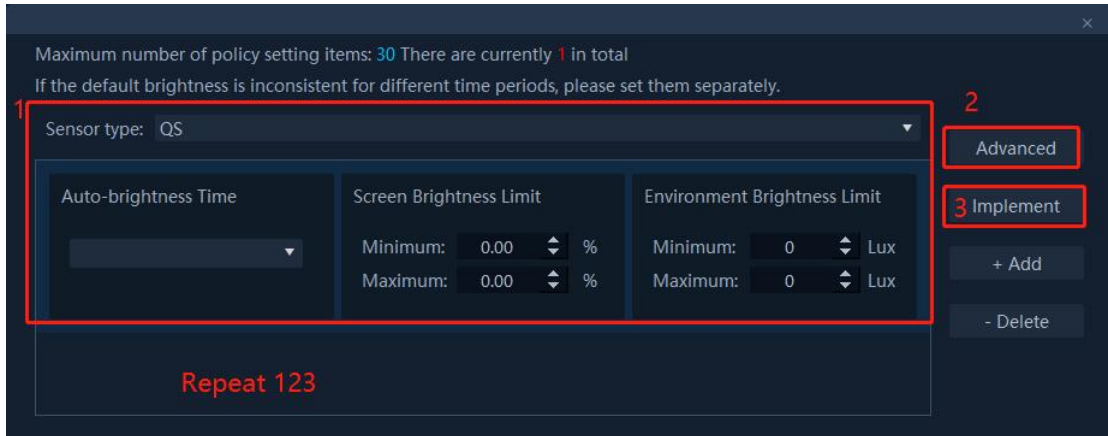 ×
Maximum number of policy setting items: 30 There are currently 1 in total
If the default brightness is inconsistent for different time periods, please set them separately.
1
Sensor type: QS
2
Advanced
Auto-brightness Time
Screen Brightness Limit
Environment Brightness Limit
3 Implement
Minimum: 0.00 %
Minimum: 0 Lux
Maximum: 0.00 %
Maximum: 0 Lux
+ Add
- Delete
Repeat 123